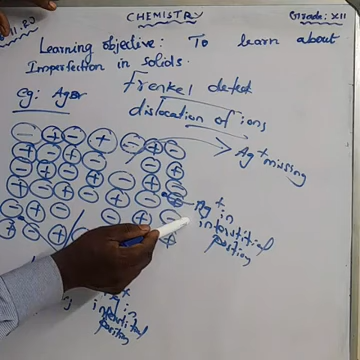 CHEMISTRY
Grade: XII
Learning objective: To learn about
Imperfection in solids.
Frenkel defect
eg: AgBr
dislocation of ions
Ag+ missing
Ag+
in
interstitial
position
in
interstitial
position